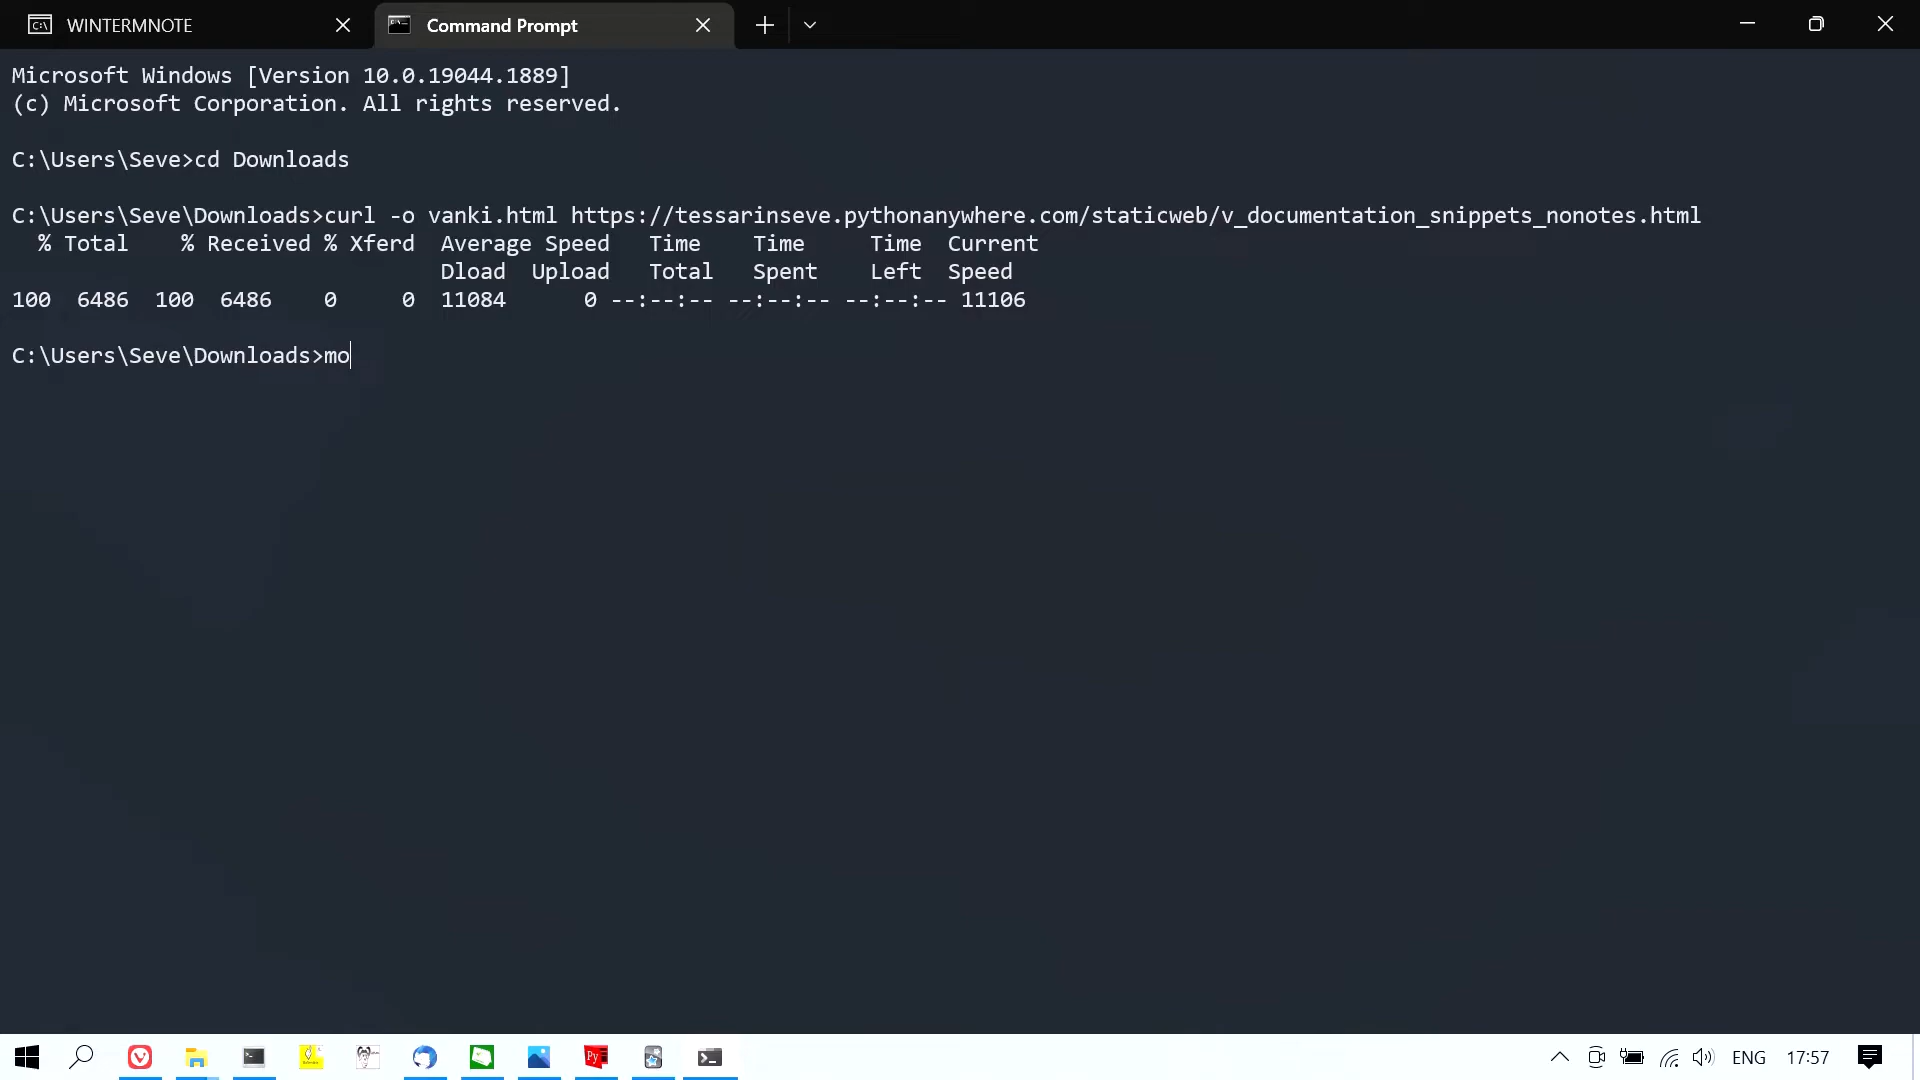 WINTERMNOTE
Command Prompt
Microsoft Windows [Version 10.0.19044.1889]
(c) Microsoft Corporation. All rights reserved.
C:\Users\Seve>cd Downloads
C:\Users\Seve\Downloads>curl -o vanki.html https://tessarinseve.pythonanywhere.com/staticweb/v_documentation_snippets_nonotes.html
% Total % Received % Xferd Average Speed Time Time Time Current
Dload Upload Total Spent Left Speed
100 6486 100 6486 0 0 11084 0 --:--:-- --:--:-- --:--:-- 11106
C:\Users\Seve\Downloads>mo
ENG 17:57